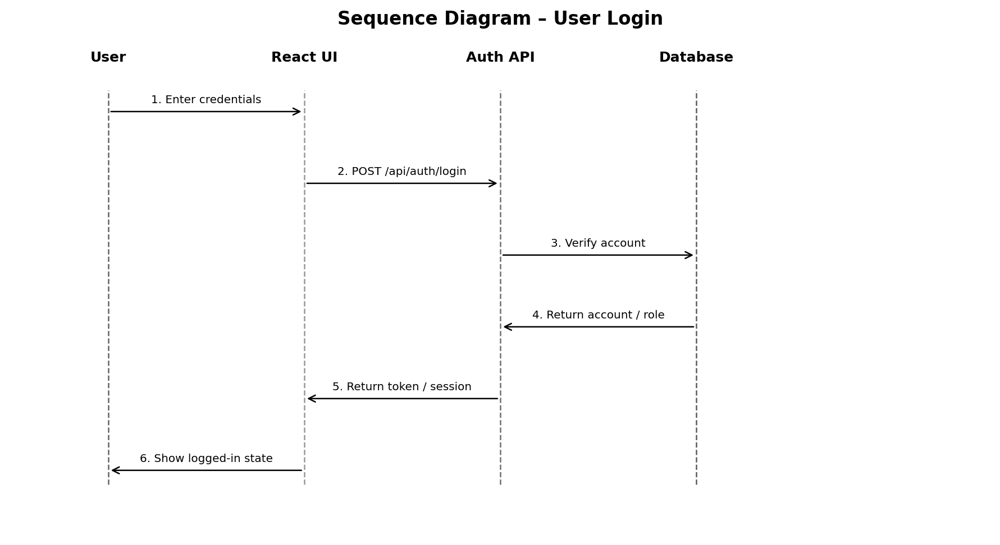 Sequence Diagram – User Login
User
React UI
Auth API
Database
1. Enter credentials
2. POST /api/auth/login
3. Verify account
4. Return account / role
5. Return token / session
6. Show logged-in state